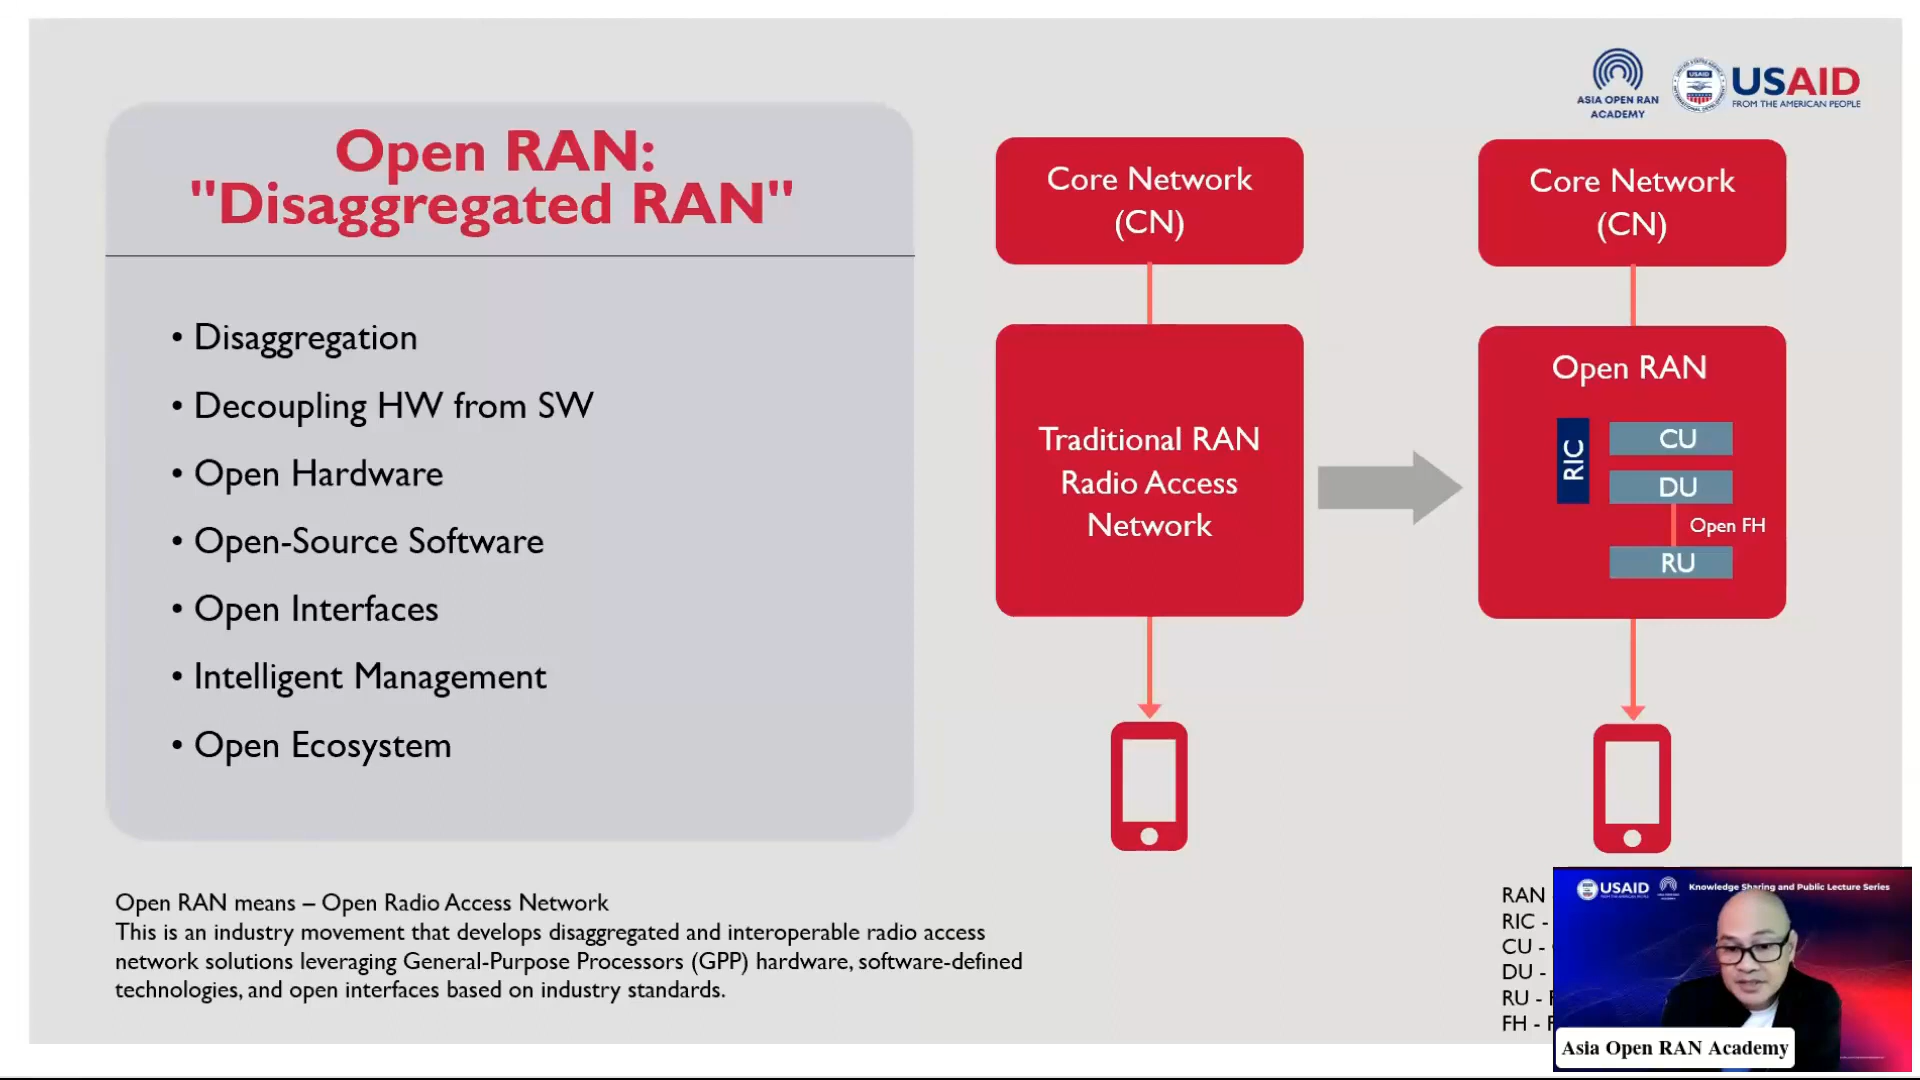 ASIA OPEN RAN
ACADEMY
USAID
USAID
FROM THE AMERICAN PEOPLE
Open RAN:
"Disaggregated RAN"
• Disaggregation
• Decoupling HW from SW
• Open Hardware
• Open-Source Software
• Open Interfaces
• Intelligent Management
• Open Ecosystem
Core Network
(CN)
Traditional RAN
Radio Access
Network
Core Network
(CN)
Open RAN
RIC
CU
DU
Open FH
RU
Open RAN means – Open Radio Access Network
This is an industry movement that develops disaggregated and interoperable radio access
network solutions leveraging General-Purpose Processors (GPP) hardware, software-defined
technologies, and open interfaces based on industry standards.
RAN
RIC -
CU -
DU -
RU -
FH -
USAID
Knowledge Sharing and Public Lecture Series
Asia Open RAN Academy